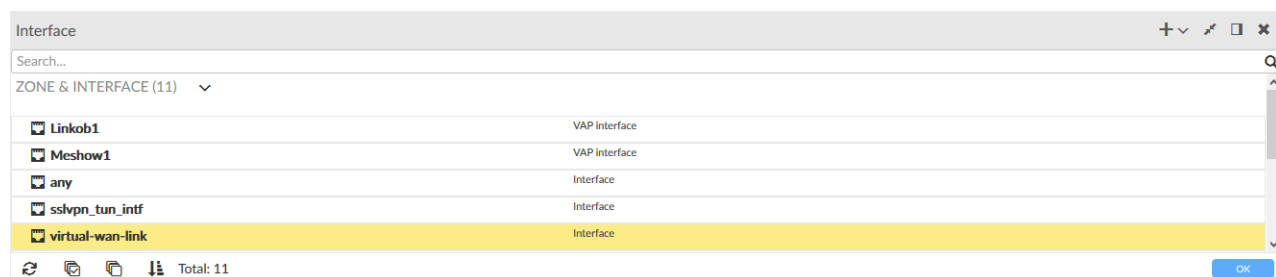 Interface
Search...
ZONE & INTERFACE (11)
Linkob1 VAP interface
Meshow1 VAP interface
any Interface
sslvpn_tun_intf Interface
virtual-wan-link Interface
Total: 11 OK